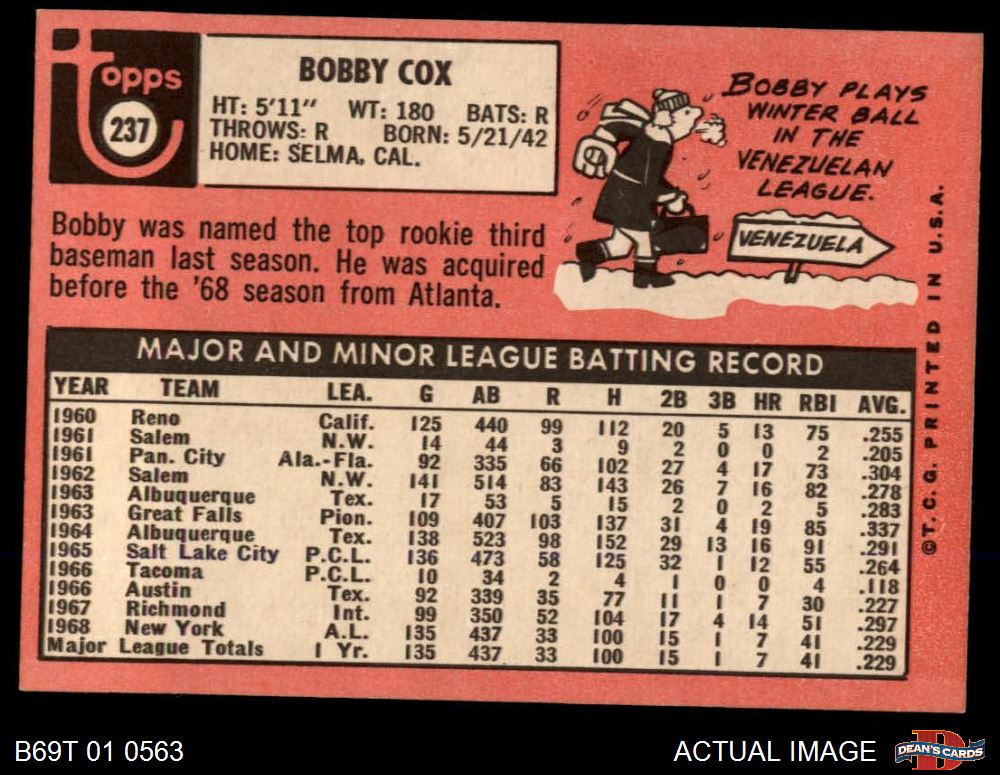 Topps
237
BOBBY COX
HT: 5'11" WT: 180 BATS: R
THROWS: R BORN: 5/21/42
HOME: SELMA, CAL.
BOBBY PLAYS
WINTER BALL
IN THE
VENEZUELAN
LEAGUE.
VENEZUELA
Bobby was named the top rookie third
baseman last season. He was acquired
before the '68 season from Atlanta.
MAJOR AND MINOR LEAGUE BATTING RECORD
YEAR TEAM LEA. G AB R H 2B 3B HR RBI AVG.
1960 Reno Calif. 125 440 99 112 20 5 13 75 .255
1961 Salem N.W. 14 44 3 9 2 0 0 2 .205
1961 Pan. City Ala.-Fla. 92 335 66 102 27 4 17 73 .304
1962 Salem N.W. 141 514 83 143 26 7 16 82 .278
1963 Albuquerque Tex. 17 53 5 15 2 0 2 5 .283
1963 Great Falls Pion. 109 407 103 137 31 4 19 85 .337
1964 Albuquerque Tex. 138 523 98 152 29 13 16 91 .291
1965 Salt Lake City P.C.L. 136 473 58 125 32 1 12 55 .264
1966 Tacoma P.C.L. 10 34 2 4 1 0 0 4 .118
1966 Austin Tex. 92 339 35 77 11 1 7 30 .227
1967 Richmond Int. 99 350 52 104 17 4 14 51 .297
1968 New York A.L. 135 437 33 100 15 1 7 41 .229
Major League Totals 1 Yr. 135 437 33 100 15 1 7 41 .229
©T.C.G. PRINTED IN U.S.A.
B69T 01 0563
ACTUAL IMAGE
D
DEAN'S CARDS